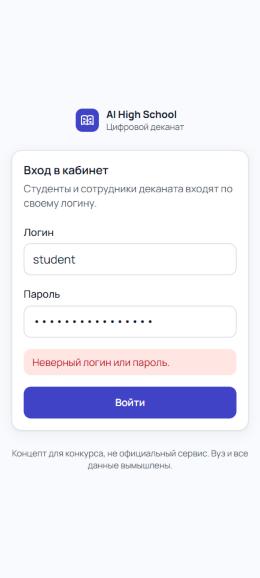 AI High School
Цифровой деканат
Вход в кабинет
Студенты и сотрудники деканата входят по
своему логину.
Логин
student
Пароль
••••••••••••••••
Неверный логин или пароль.
Войти
Концепт для конкурса, не официальный сервис. Вуз и все
данные вымышлены.